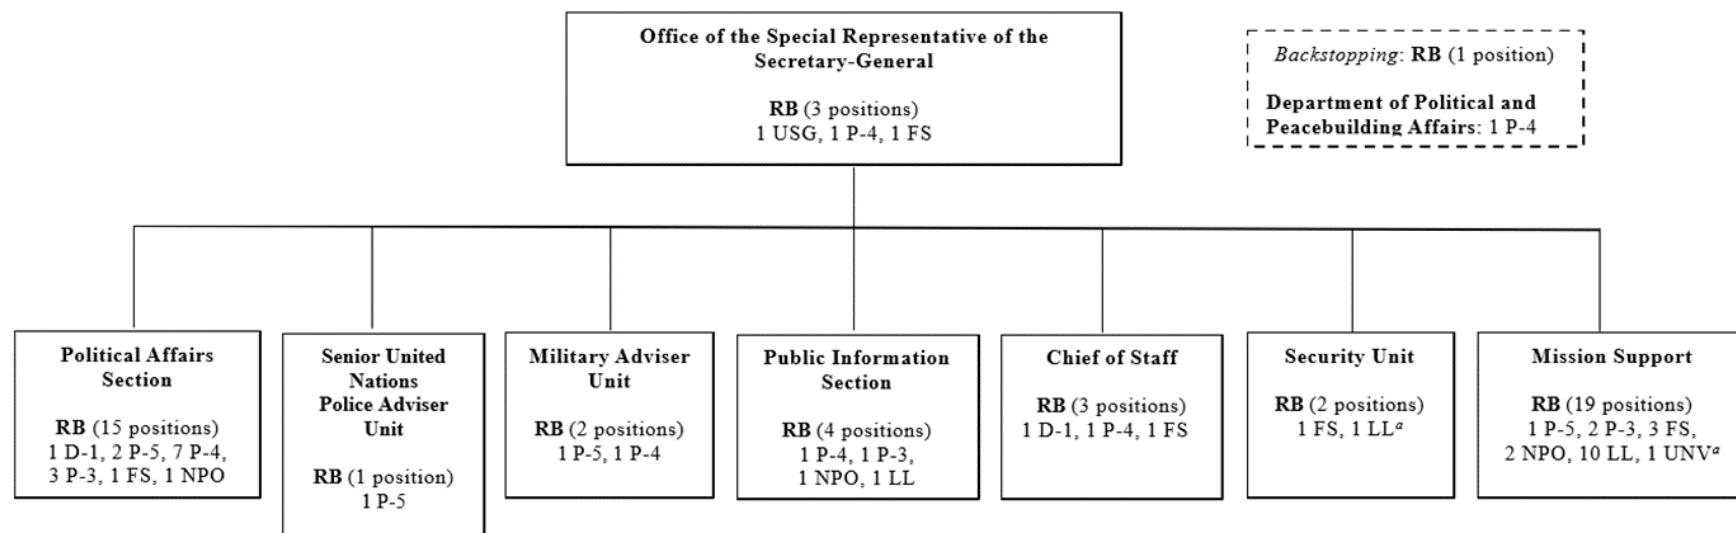 Office of the Special Representative of the
Secretary-General
RB (3 positions)
1 USG, 1 P-4, 1 FS
Backstopping: RB (1 position)
Department of Political and
Peacebuilding Affairs: 1 P-4
Political Affairs
Section
RB (15 positions)
1 D-1, 2 P-5, 7 P-4,
3 P-3, 1 FS, 1 NPO
Senior United
Nations
Police Adviser
Unit
RB (1 position)
1 P-5
Military Adviser
Unit
RB (2 positions)
1 P-5, 1 P-4
Public Information
Section
RB (4 positions)
1 P-4, 1 P-3,
1 NPO, 1 LL
Chief of Staff
RB (3 positions)
1 D-1, 1 P-4, 1 FS
Security Unit
RB (2 positions)
1 FS, 1 LLᵃ
Mission Support
RB (19 positions)
1 P-5, 2 P-3, 3 FS,
2 NPO, 10 LL, 1 UNVᵃ